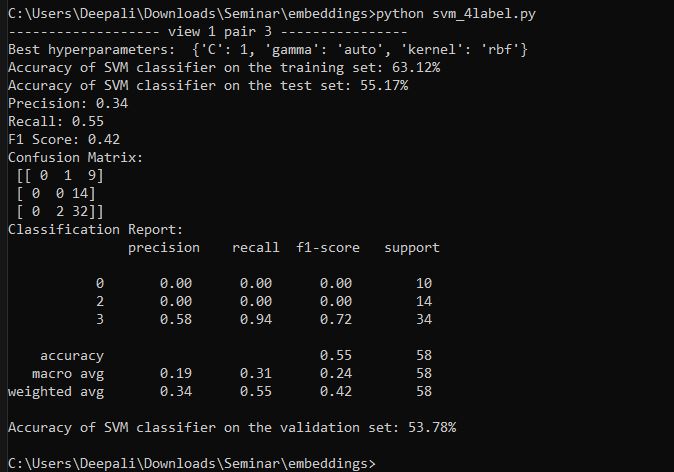 C:\Users\Deepali\Downloads\Seminar\embeddings>python svm_4label.py
------------------- view 1 pair 3 ----------------
Best hyperparameters:  {'C': 1, 'gamma': 'auto', 'kernel': 'rbf'}
Accuracy of SVM classifier on the training set: 63.12%
Accuracy of SVM classifier on the test set: 55.17%
Precision: 0.34
Recall: 0.55
F1 Score: 0.42
Confusion Matrix:
 [[ 0  1  9]
 [ 0  0 14]
 [ 0  2 32]]
Classification Report:
               precision    recall  f1-score   support

           0       0.00      0.00      0.00        10
           2       0.00      0.00      0.00        14
           3       0.58      0.94      0.72        34

    accuracy                           0.55        58
   macro avg       0.19      0.31      0.24        58
weighted avg       0.34      0.55      0.42        58

Accuracy of SVM classifier on the validation set: 53.78%

C:\Users\Deepali\Downloads\Seminar\embeddings>